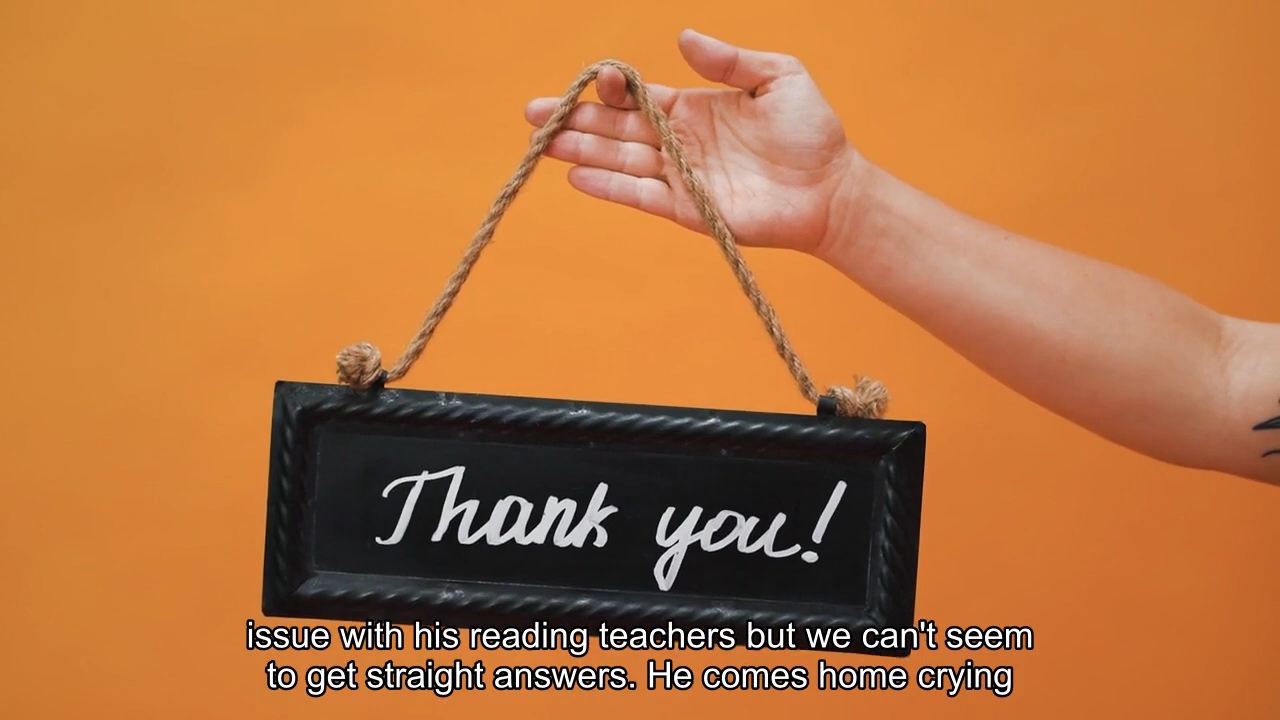 Thank you!
issue with his reading teachers but we can't seem
to get straight answers. He comes home crying